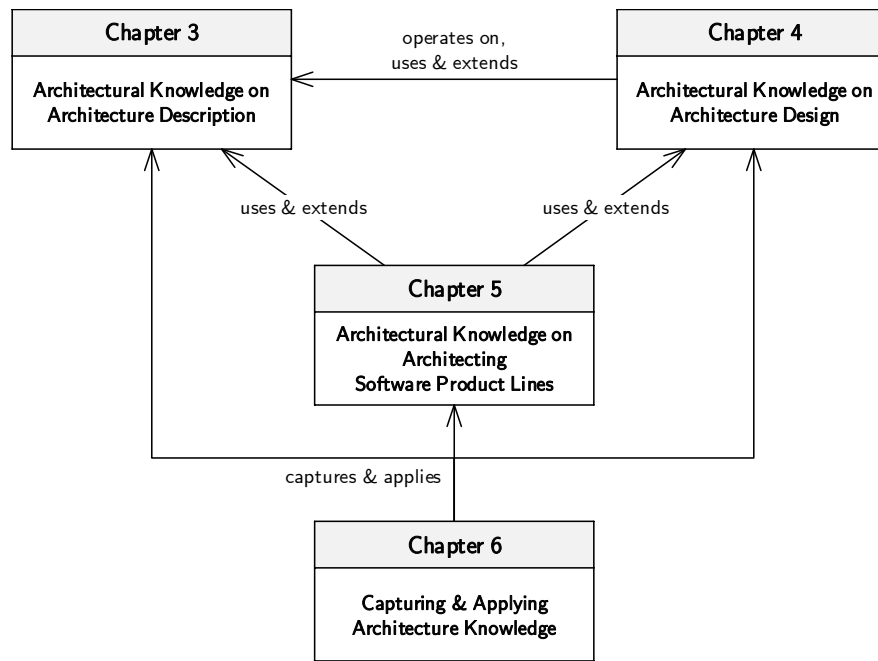 Chapter 3
Architectural Knowledge on
Architecture Description
operates on,
uses & extends
Chapter 4
Architectural Knowledge on
Architecture Design
uses & extends
uses & extends
Chapter 5
Architectural Knowledge on
Architecting
Software Product Lines
captures & applies
Chapter 6
Capturing & Applying
Architecture Knowledge